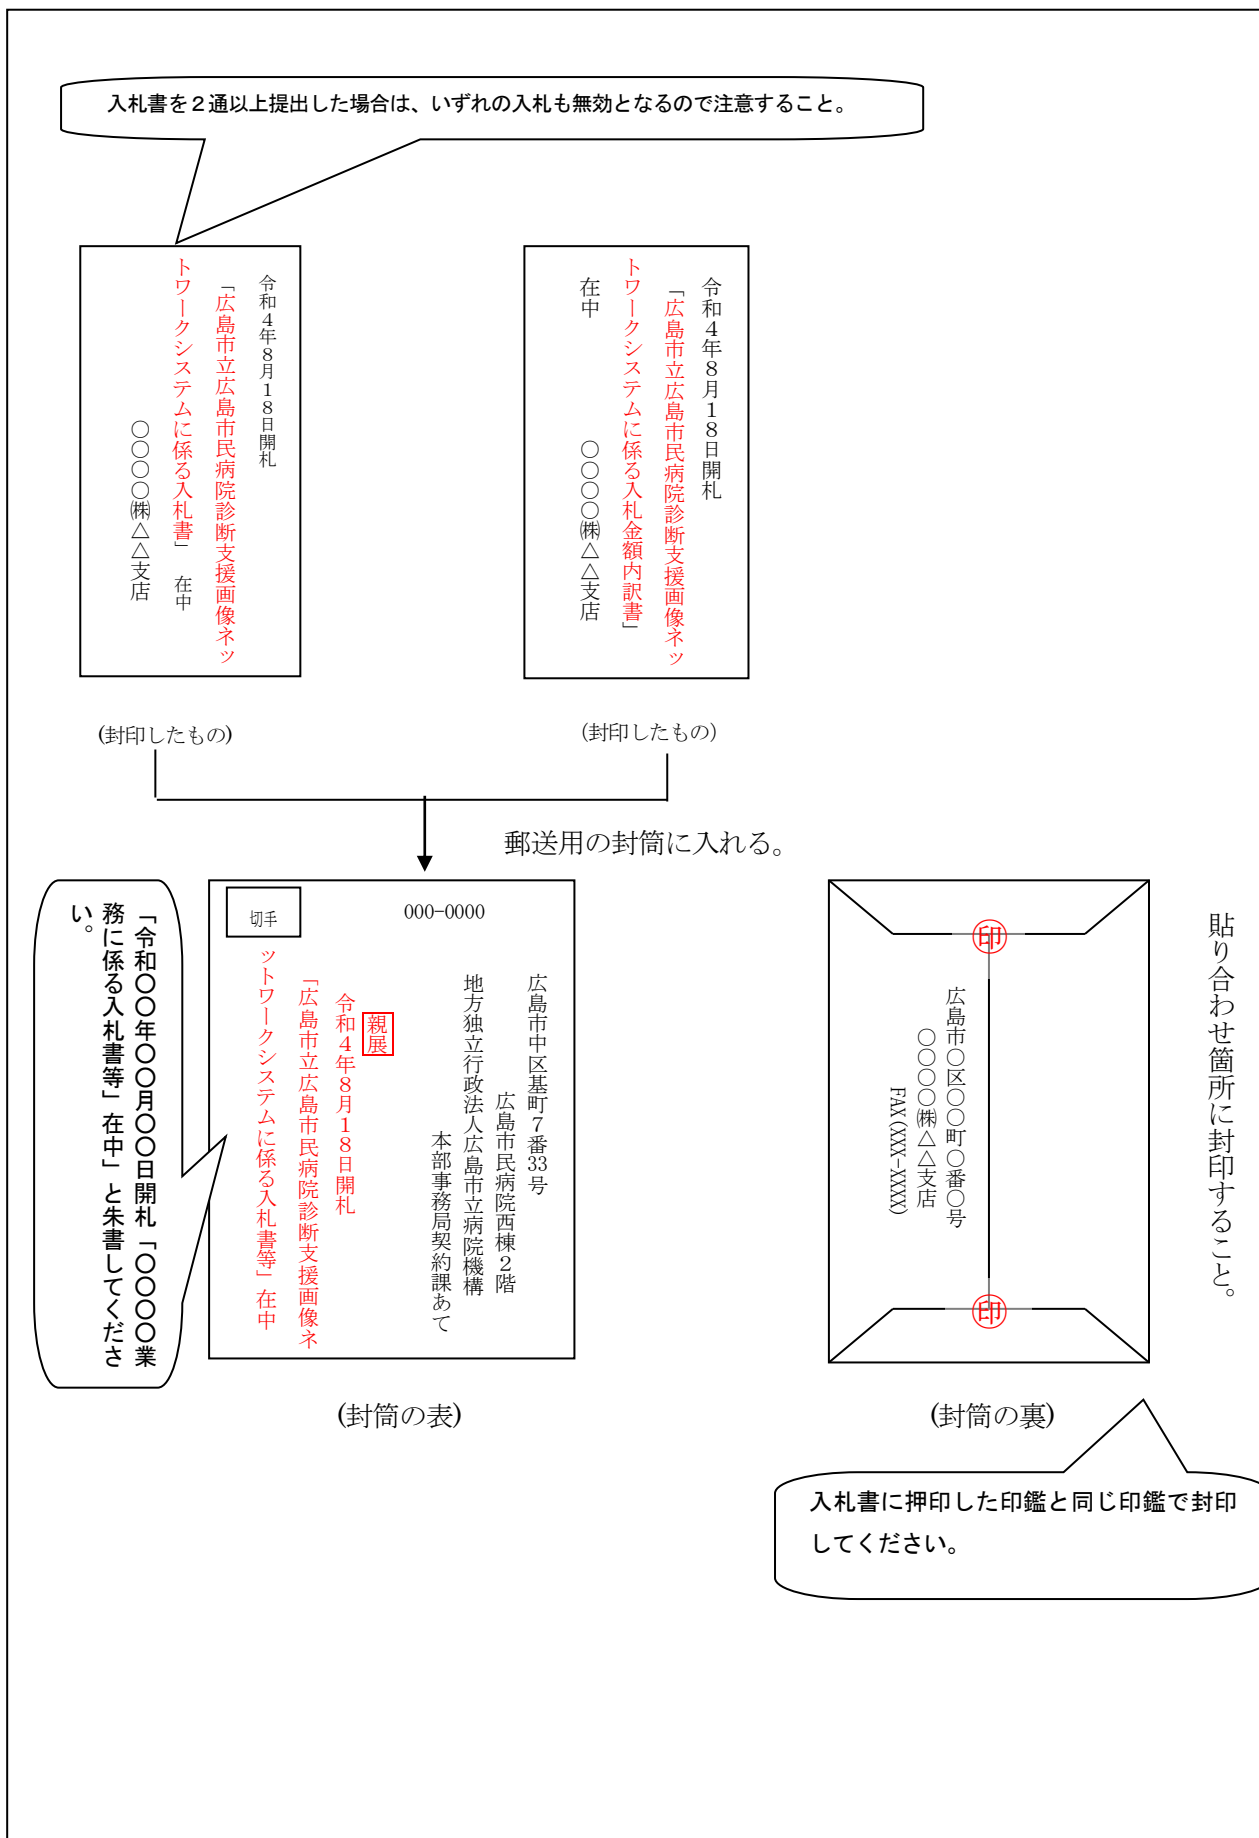 入札書を２通以上提出した場合は、いずれの入札も無効となるので注意すること。
令和４年８月１８日開札
「広島市立広島市民病院診断支援画像ネッ
トワークシステムに係る入札書」 在中
○○○○㈱△△支店
令和４年８月１８日開札
「広島市立広島市民病院診断支援画像ネッ
トワークシステムに係る入札金額内訳書」
在中 ○○○○㈱△△支店
(封印したもの)
(封印したもの)
郵送用の封筒に入れる。
切手
000-0000
広島市中区基町７番33号
広島市民病院西棟２階
地方独立行政法人広島市立病院機構
本部事務局契約課あて
親展
令和４年８月１８日開札
「広島市立広島市民病院診断支援画像ネ
ットワークシステムに係る入札書等」在中
「令和〇〇年〇〇月〇〇日開札「〇〇〇〇業
務に係る入札書等」在中」と朱書してくださ
い。
(封筒の表)
貼り合わせ箇所に封印すること。
印
広島市○区○○町○番○号
○○○○㈱△△支店
FAX(XXX-XXXX)
印
(封筒の裏)
入札書に押印した印鑑と同じ印鑑で封印
してください。